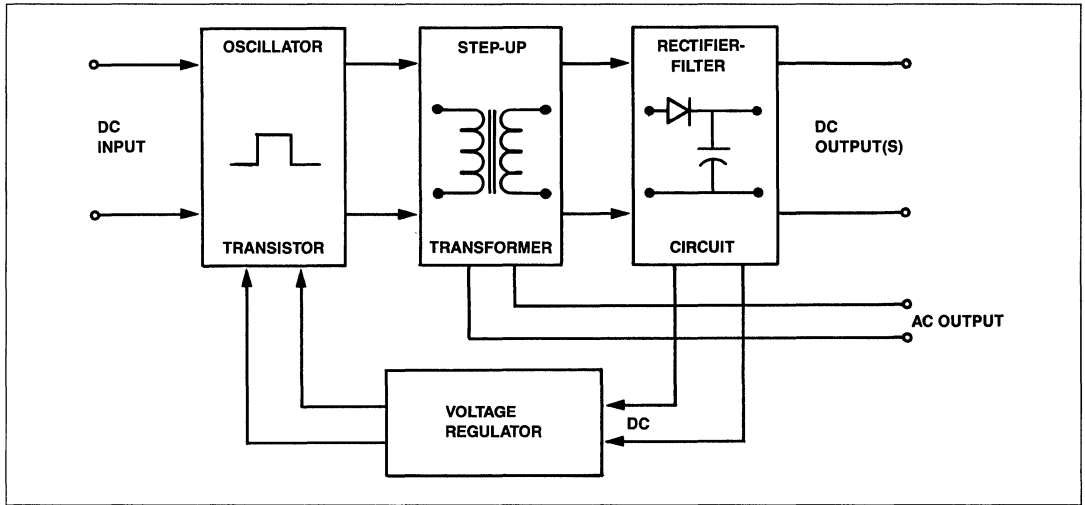 OSCILLATOR
STEP-UP
RECTIFIER-
FILTER
DC
INPUT
DC
OUTPUT(S)
TRANSISTOR
TRANSFORMER
CIRCUIT
AC OUTPUT
VOLTAGE
REGULATOR
DC